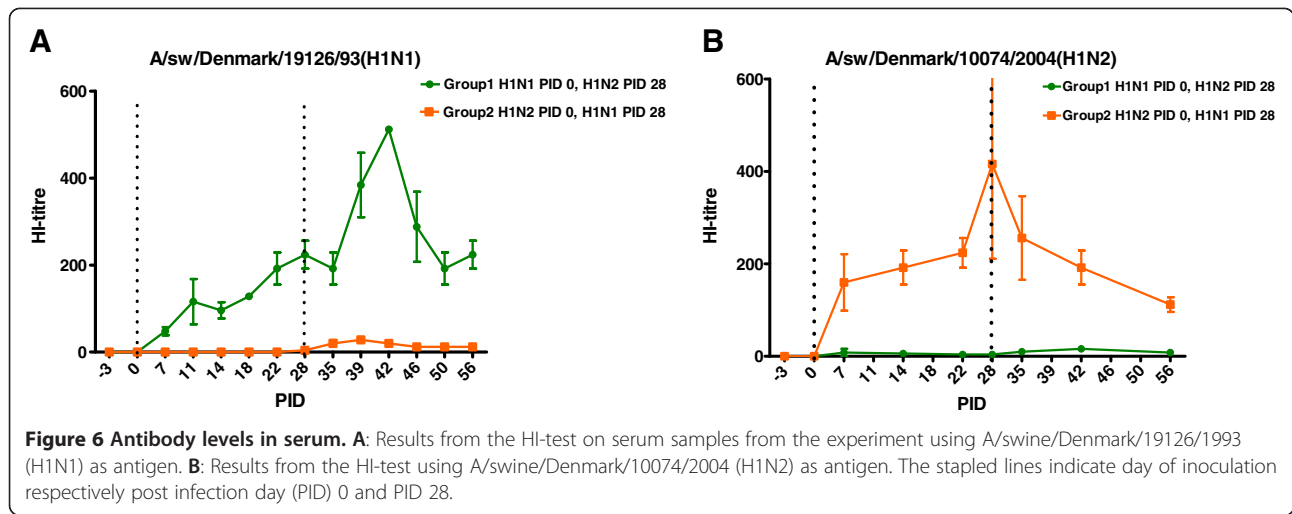 A
A/sw/Denmark/19126/93(H1N1)
Group1 H1N1 PID 0, H1N2 PID 28
Group2 H1N2 PID 0, H1N1 PID 28
HI-titre
600
400
200
0
-3 0 7 11 14 18 22 28 35 39 42 46 50 56
PID
B
A/sw/Denmark/10074/2004(H1N2)
Group1 H1N1 PID 0, H1N2 PID 28
Group2 H1N2 PID 0, H1N1 PID 28
HI-titre
600
400
200
0
-3 0 7 11 14 18 22 28 35 39 42 46 50 56
PID
Figure 6 Antibody levels in serum. A: Results from the HI-test on serum samples from the experiment using A/swine/Denmark/19126/1993
(H1N1) as antigen. B: Results from the HI-test using A/swine/Denmark/10074/2004 (H1N2) as antigen. The stapled lines indicate day of inoculation
respectively post infection day (PID) 0 and PID 28.